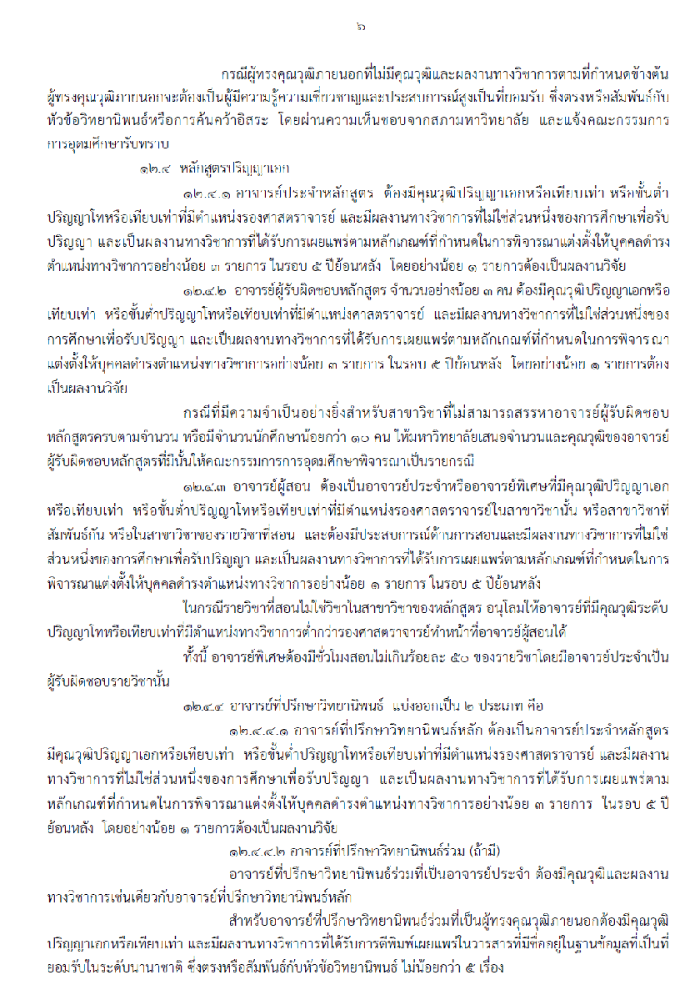 ๖
กรณีผู้ทรงคุณวุฒิภายนอกที่ไม่มีคุณวุฒิและผลงานทางวิชาการตามที่กำหนดข้างต้น
ผู้ทรงคุณวุฒิภายนอกจะต้องเป็นผู้มีความรู้ความเชี่ยวชาญและประสบการณ์สูงเป็นที่ยอมรับ ซึ่งตรงหรือสัมพันธ์กับ
หัวข้อวิทยานิพนธ์หรือการค้นคว้าอิสระ โดยผ่านความเห็นชอบจากสภามหาวิทยาลัย และแจ้งคณะกรรมการ
การอุดมศึกษารับทราบ
๑๒.๔ หลักสูตรปริญญาเอก
๑๒.๔.๑ อาจารย์ประจำหลักสูตร ต้องมีคุณวุฒิปริญญาเอกหรือเทียบเท่า หรือขั้นต่ำ
ปริญญาโทหรือเทียบเท่าที่มีตำแหน่งรองศาสตราจารย์ และมีผลงานทางวิชาการที่ไม่ใช่ส่วนหนึ่งของการศึกษาเพื่อรับ
ปริญญา และเป็นผลงานทางวิชาการที่ได้รับการเผยแพร่ตามหลักเกณฑ์ที่กำหนดในการพิจารณาแต่งตั้งให้บุคคลดำรง
ตำแหน่งทางวิชาการอย่างน้อย ๓ รายการ ในรอบ ๕ ปีย้อนหลัง โดยอย่างน้อย ๑ รายการต้องเป็นผลงานวิจัย
๑๒.๔.๒ อาจารย์ผู้รับผิดชอบหลักสูตร จำนวนอย่างน้อย ๓ คน ต้องมีคุณวุฒิปริญญาเอกหรือ
เทียบเท่า หรือขั้นต่ำปริญญาโทหรือเทียบเท่าที่มีตำแหน่งศาสตราจารย์ และมีผลงานทางวิชาการที่ไม่ใช่ส่วนหนึ่งของ
การศึกษาเพื่อรับปริญญา และเป็นผลงานทางวิชาการที่ได้รับการเผยแพร่ตามหลักเกณฑ์ที่กำหนดในการพิจารณา
แต่งตั้งให้บุคคลดำรงตำแหน่งทางวิชาการอย่างน้อย ๓ รายการ ในรอบ ๕ ปีย้อนหลัง โดยอย่างน้อย ๑ รายการต้อง
เป็นผลงานวิจัย
กรณีที่มีความจำเป็นอย่างยิ่งสำหรับสาขาวิชาที่ไม่สามารถสรรหาอาจารย์ผู้รับผิดชอบ
หลักสูตรครบตามจำนวน หรือมีจำนวนนักศึกษาน้อยกว่า ๑๐ คน ให้มหาวิทยาลัยเสนอจำนวนและคุณวุฒิของอาจารย์
ผู้รับผิดชอบหลักสูตรที่มีนั้นให้คณะกรรมการการอุดมศึกษาพิจารณาเป็นรายกรณี
๑๒.๔.๓ อาจารย์ผู้สอน ต้องเป็นอาจารย์ประจำหรืออาจารย์พิเศษที่มีคุณวุฒิปริญญาเอก
หรือเทียบเท่า หรือขั้นต่ำปริญญาโทหรือเทียบเท่าที่มีตำแหน่งรองศาสตราจารย์ในสาขาวิชานั้น หรือสาขาวิชาที่
สัมพันธ์กัน หรือในสาขาวิชาของรายวิชาที่สอน และต้องมีประสบการณ์ด้านการสอนและมีผลงานทางวิชาการที่ไม่ใช่
ส่วนหนึ่งของการศึกษาเพื่อรับปริญญา และเป็นผลงานทางวิชาการที่ได้รับการเผยแพร่ตามหลักเกณฑ์ที่กำหนดในการ
พิจารณาแต่งตั้งให้บุคคลดำรงตำแหน่งทางวิชาการอย่างน้อย ๑ รายการ ในรอบ ๕ ปีย้อนหลัง
ในกรณีรายวิชาที่สอนไม่ใช่วิชาในสาขาวิชาของหลักสูตร อนุโลมให้อาจารย์ที่มีคุณวุฒิระดับ
ปริญญาโทหรือเทียบเท่าที่มีตำแหน่งทางวิชาการต่ำกว่ารองศาสตราจารย์ทำหน้าที่อาจารย์ผู้สอนได้
ทั้งนี้ อาจารย์พิเศษต้องมีชั่วโมงสอนไม่เกินร้อยละ ๕๐ ของรายวิชาโดยมีอาจารย์ประจำเป็น
ผู้รับผิดชอบรายวิชานั้น
๑๒.๔.๔ อาจารย์ที่ปรึกษาวิทยานิพนธ์ แบ่งออกเป็น ๒ ประเภท คือ
๑๒.๔.๔.๑ อาจารย์ที่ปรึกษาวิทยานิพนธ์หลัก ต้องเป็นอาจารย์ประจำหลักสูตร
มีคุณวุฒิปริญญาเอกหรือเทียบเท่า หรือขั้นต่ำปริญญาโทหรือเทียบเท่าที่มีตำแหน่งรองศาสตราจารย์ และมีผลงาน
ทางวิชาการที่ไม่ใช่ส่วนหนึ่งของการศึกษาเพื่อรับปริญญา และเป็นผลงานทางวิชาการที่ได้รับการเผยแพร่ตาม
หลักเกณฑ์ที่กำหนดในการพิจารณาแต่งตั้งให้บุคคลดำรงตำแหน่งทางวิชาการอย่างน้อย ๓ รายการ ในรอบ ๕ ปี
ย้อนหลัง โดยอย่างน้อย ๑ รายการต้องเป็นผลงานวิจัย
๑๒.๔.๔.๒ อาจารย์ที่ปรึกษาวิทยานิพนธ์ร่วม (ถ้ามี)
อาจารย์ที่ปรึกษาวิทยานิพนธ์ร่วมที่เป็นอาจารย์ประจำ ต้องมีคุณวุฒิและผลงาน
ทางวิชาการเช่นเดียวกับอาจารย์ที่ปรึกษาวิทยานิพนธ์หลัก
สำหรับอาจารย์ที่ปรึกษาวิทยานิพนธ์ร่วมที่เป็นผู้ทรงคุณวุฒิภายนอกต้องมีคุณวุฒิ
ปริญญาเอกหรือเทียบเท่า และมีผลงานทางวิชาการที่ได้รับการตีพิมพ์เผยแพร่ในวารสารที่มีชื่ออยู่ในฐานข้อมูลที่เป็นที่
ยอมรับในระดับนานาชาติ ซึ่งตรงหรือสัมพันธ์กับหัวข้อวิทยานิพนธ์ ไม่น้อยกว่า ๕ เรื่อง